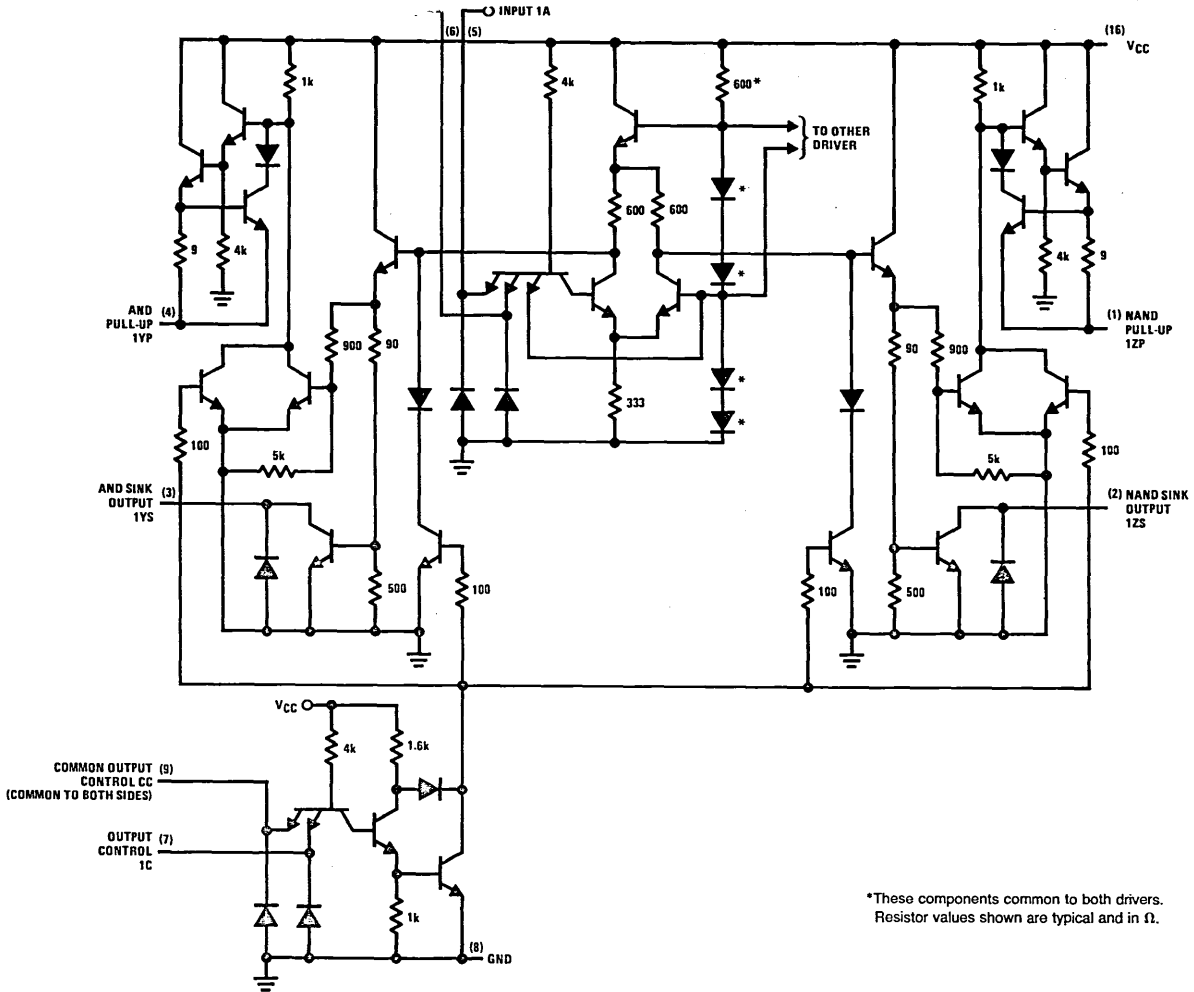 INPUT 1A
(6) (5)
(16)
VCC
1k
4k
600*
1k
TO OTHER
DRIVER
*
9
4k
600
600
*
4k
9
AND (4)
PULL-UP
1YP
(1) NAND
PULL-UP
1ZP
900
90
90
900
333
*
*
100
5k
5k
100
AND SINK (3)
OUTPUT
1YS
(2) NAND SINK
OUTPUT
1ZS
500
100
100
500
VCC
4k
1.6k
COMMON OUTPUT (9)
CONTROL CC
(COMMON TO BOTH SIDES)
OUTPUT (7)
CONTROL
1C
1k
(8)
GND
*These components common to both drivers.
Resistor values shown are typical and in Ω.